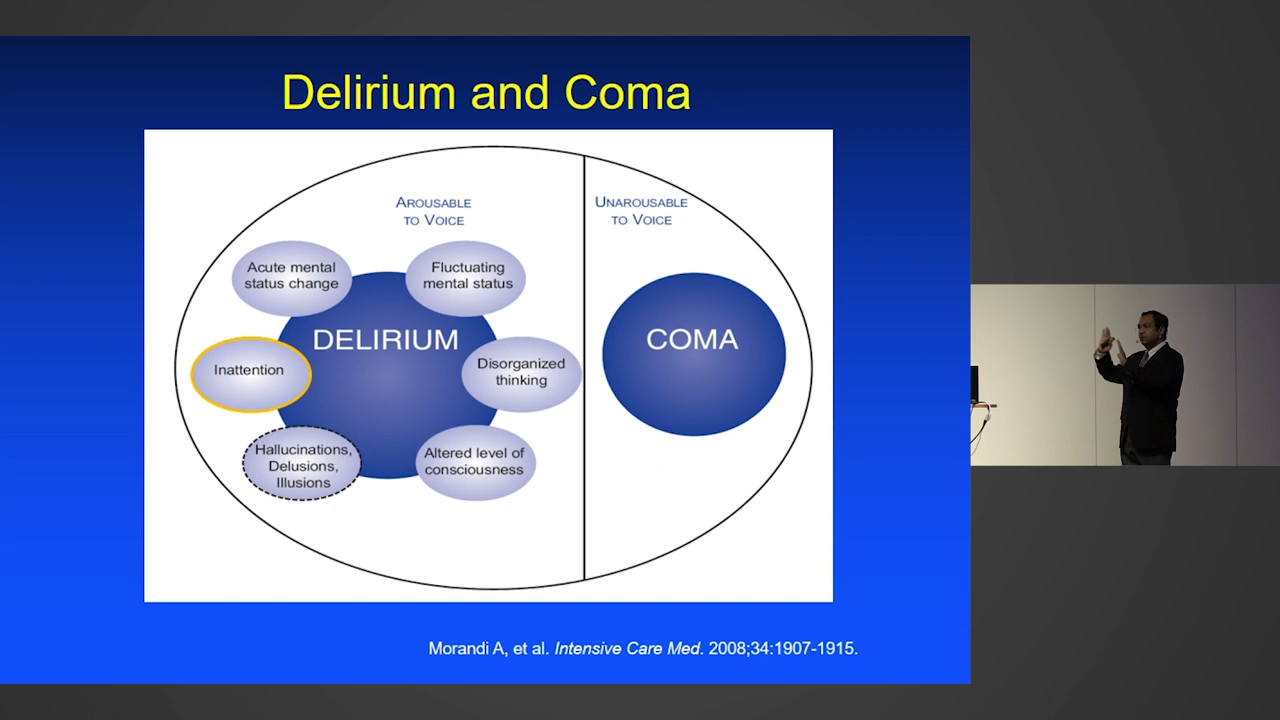 Delirium and Coma
AROUSABLE
TO VOICE
UNAROUSABLE
TO VOICE
Acute mental
status change
Fluctuating
mental status
DELIRIUM
COMA
Inattention
Disorganized
thinking
Hallucinations,
Delusions,
Illusions
Altered level of
consciousness
Morandi A, et al. Intensive Care Med. 2008;34:1907-1915.